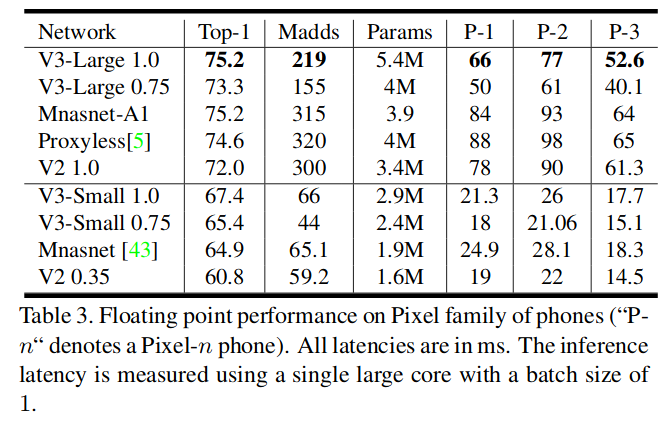 Network Top-1 Madds Params P-1 P-2 P-3
V3-Large 1.0 75.2 219 5.4M 66 77 52.6
V3-Large 0.75 73.3 155 4M 50 61 40.1
Mnasnet-A1 75.2 315 3.9 84 93 64
Proxyless[5] 74.6 320 4M 88 98 65
V2 1.0 72.0 300 3.4M 78 90 61.3
V3-Small 1.0 67.4 66 2.9M 21.3 26 17.7
V3-Small 0.75 65.4 44 2.4M 18 21.06 15.1
Mnasnet [43] 64.9 65.1 1.9M 24.9 28.1 18.3
V2 0.35 60.8 59.2 1.6M 19 22 14.5
Table 3. Floating point performance on Pixel family of phones (“P-
n“ denotes a Pixel-n phone). All latencies are in ms. The inference
latency is measured using a single large core with a batch size of
1.